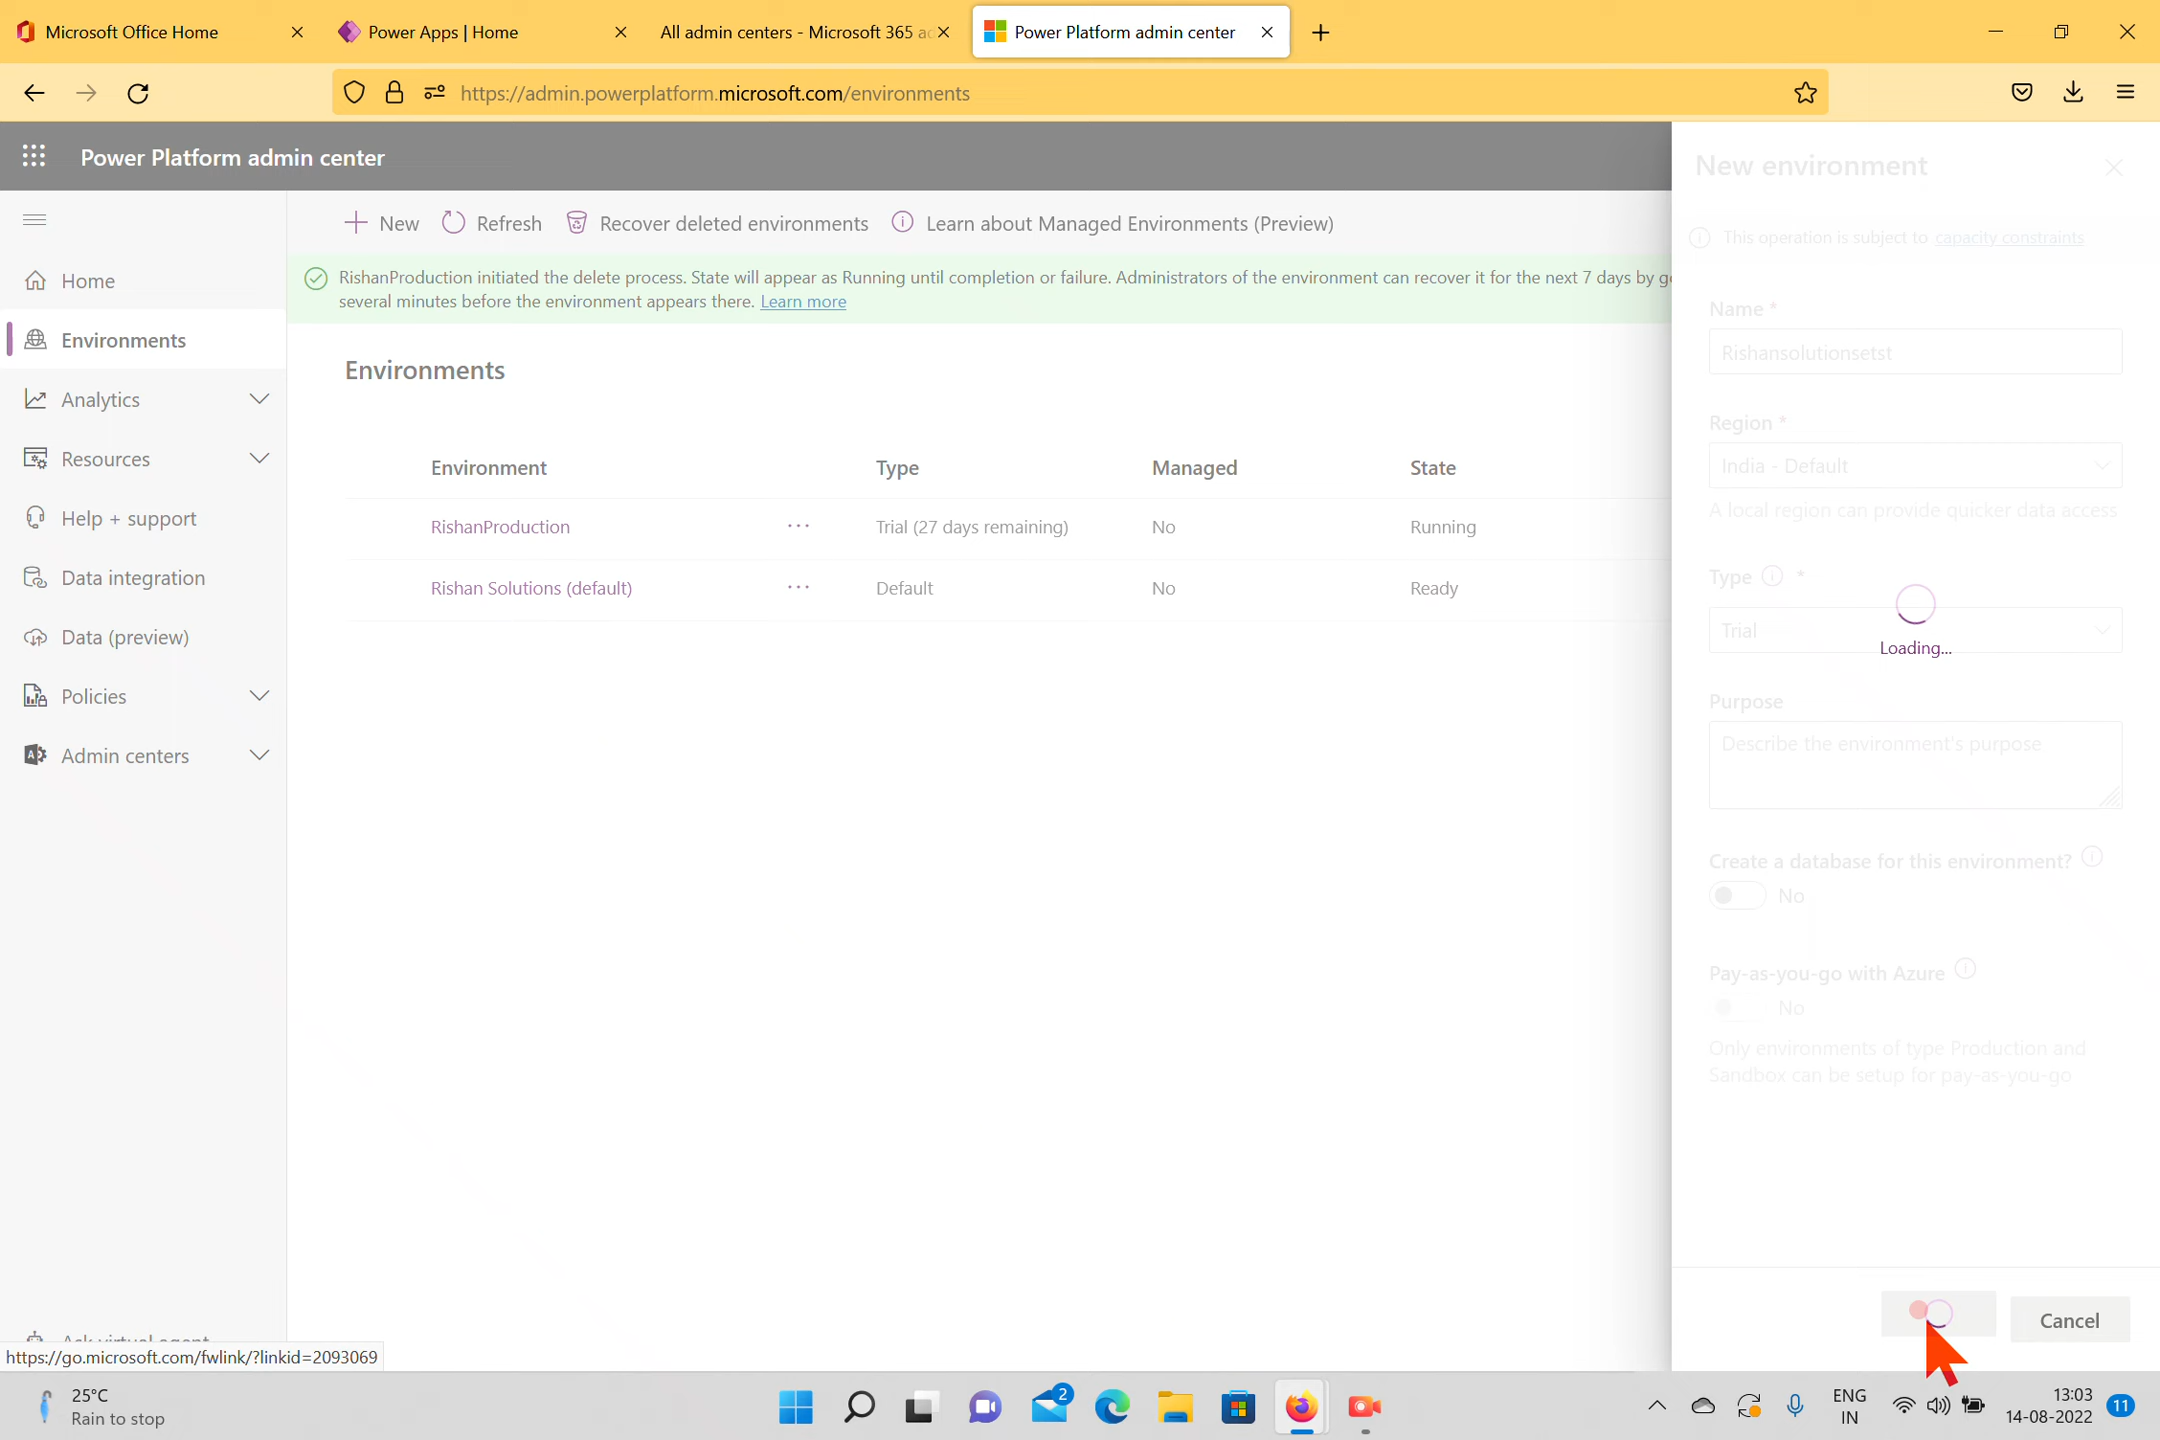 Microsoft Office Home
Power Apps | Home
All admin centers - Microsoft 365 ac
Power Platform admin center
https://admin.powerplatform.microsoft.com/environments
Power Platform admin center
New
Refresh
Recover deleted environments
Learn about Managed Environments (Preview)
RishanProduction initiated the delete process. State will appear as Running until completion or failure. Administrators of the environment can recover it for the next 7 days by g
several minutes before the environment appears there. Learn more
Home
Environments
Analytics
Resources
Help + support
Data integration
Data (preview)
Policies
Admin centers
Ask virtual agent
https://go.microsoft.com/fwlink/?linkid=2093069
Environments
Environment Type Managed State
RishanProduction ... Trial (27 days remaining) No Running
Rishan Solutions (default) ... Default No Ready
New environment
This operation is subject to capacity constraints
Name *
Rishansolutionsetst
Region *
India - Default
A local region can provide quicker data access
Type *
Trial
Loading...
Purpose
Describe the environment's purpose
Create a database for this environment?
No
Pay-as-you-go with Azure
No
Only environments of type Production and
Sandbox can be setup for pay-as-you-go
Cancel
25°C
Rain to stop
2
ENG
IN
13:03
14-08-2022
11